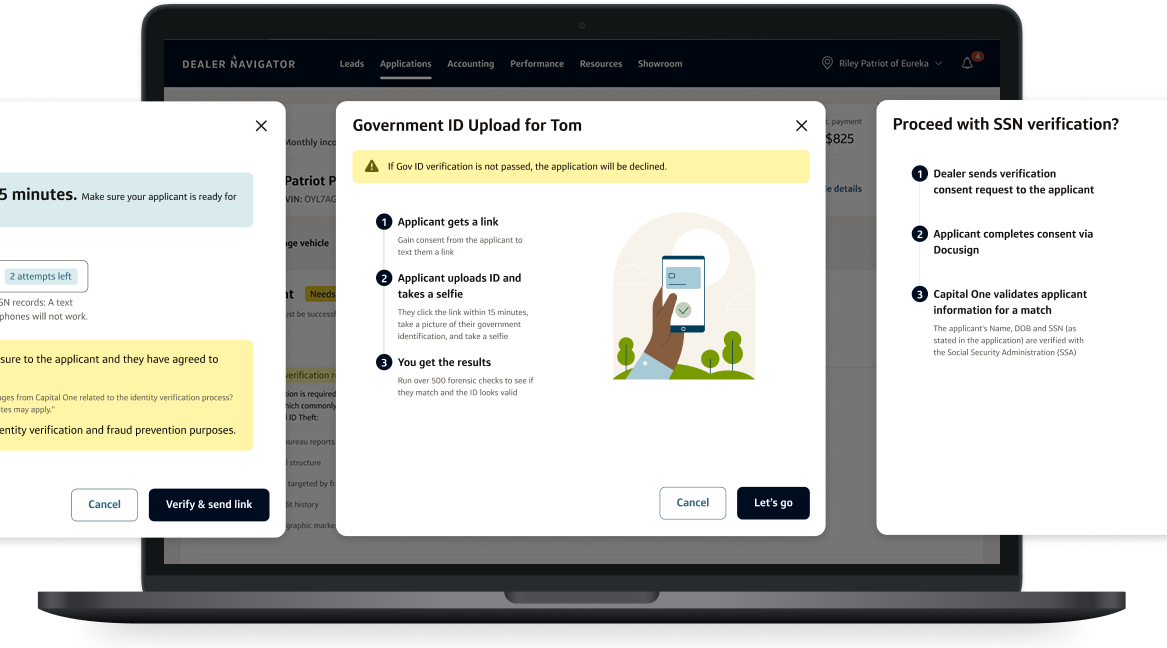 DEALER NAVIGATOR
Leads
Applications
Accounting
Performance
Resources
Showroom
Riley Patriot of Eureka
4
5 minutes. Make sure your applicant is ready for
2 attempts left
SN records: A text
phones will not work.
sure to the applicant and they have agreed to
ges from Capital One related to the identity verification process?
tes may apply."
entity verification and fraud prevention purposes.
Cancel
Verify & send link
Monthly inco
Patriot P
VIN: OYL7AG
ge vehicle
nt
Needs
ust be successf
verification r
tion is required
hich commonly
l ID Theft:
bureau reports
l structure
targeted by fr
dit history
graphic marke
Government ID Upload for Tom
If Gov ID verification is not passed, the application will be declined.
1 Applicant gets a link
Gain consent from the applicant to
text them a link
2 Applicant uploads ID and
takes a selfie
They click the link within 15 minutes,
take a picture of their government
identification, and take a selfie
3 You get the results
Run over 500 forensic checks to see if
they match and the ID looks valid
Cancel
Let's go
t. payment
$825
le details
Proceed with SSN verification?
1 Dealer sends verification
consent request to the applicant
2 Applicant completes consent via
Docusign
3 Capital One validates applicant
information for a match
The applicant's Name, DOB and SSN (as
stated in the application) are verified with
the Social Security Administration (SSA)